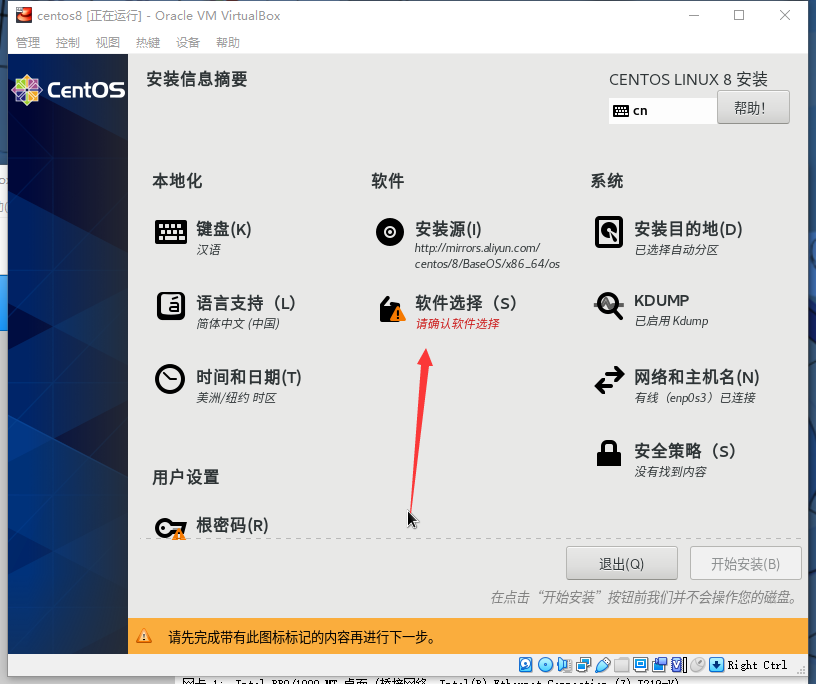 centos8 [正在运行] - Oracle VM VirtualBox
管理 控制 视图 热键 设备 帮助
CentOS
安装信息摘要
CENTOS LINUX 8 安装
cn
帮助！
本地化
软件
系统
键盘(K)
汉语
安装源(I)
http://mirrors.aliyun.com/
centos/8/BaseOS/x86_64/os
安装目的地(D)
已选择自动分区
语言支持（L）
简体中文 (中国)
软件选择（S）
请确认软件选择
KDUMP
已启用 Kdump
时间和日期(T)
美洲/纽约 时区
网络和主机名(N)
有线（enp0s3）已连接
安全策略（S）
没有找到内容
用户设置
根密码(R)
退出(Q)
开始安装(B)
在点击“开始安装”按钮前我们并不会操作您的磁盘。
请先完成带有此图标标记的内容再进行下一步。
Right Ctrl